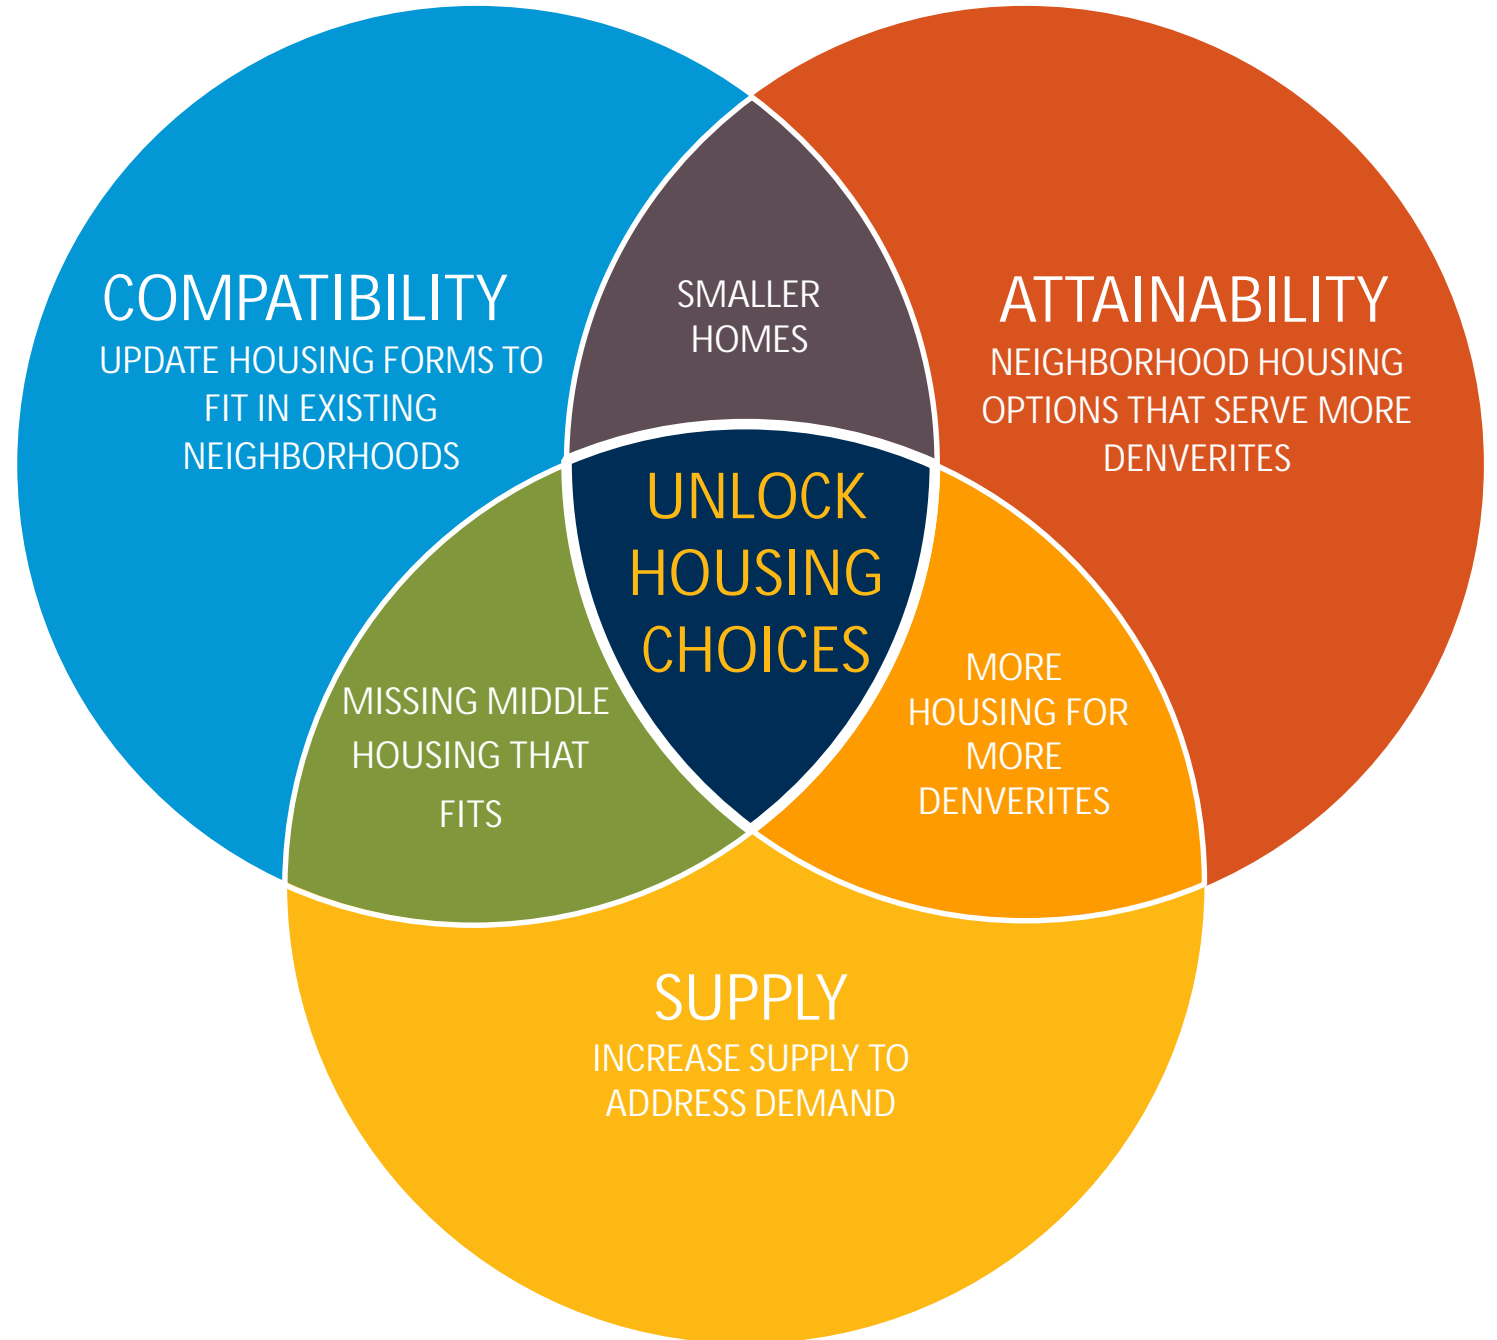 COMPATIBILITY
UPDATE HOUSING FORMS TO
FIT IN EXISTING
NEIGHBORHOODS
SMALLER
HOMES
ATTAINABILITY
NEIGHBORHOOD HOUSING
OPTIONS THAT SERVE MORE
DENVERITES
UNLOCK
HOUSING
CHOICES
MISSING MIDDLE
HOUSING THAT
FITS
MORE
HOUSING FOR
MORE
DENVERITES
SUPPLY
INCREASE SUPPLY TO
ADDRESS DEMAND